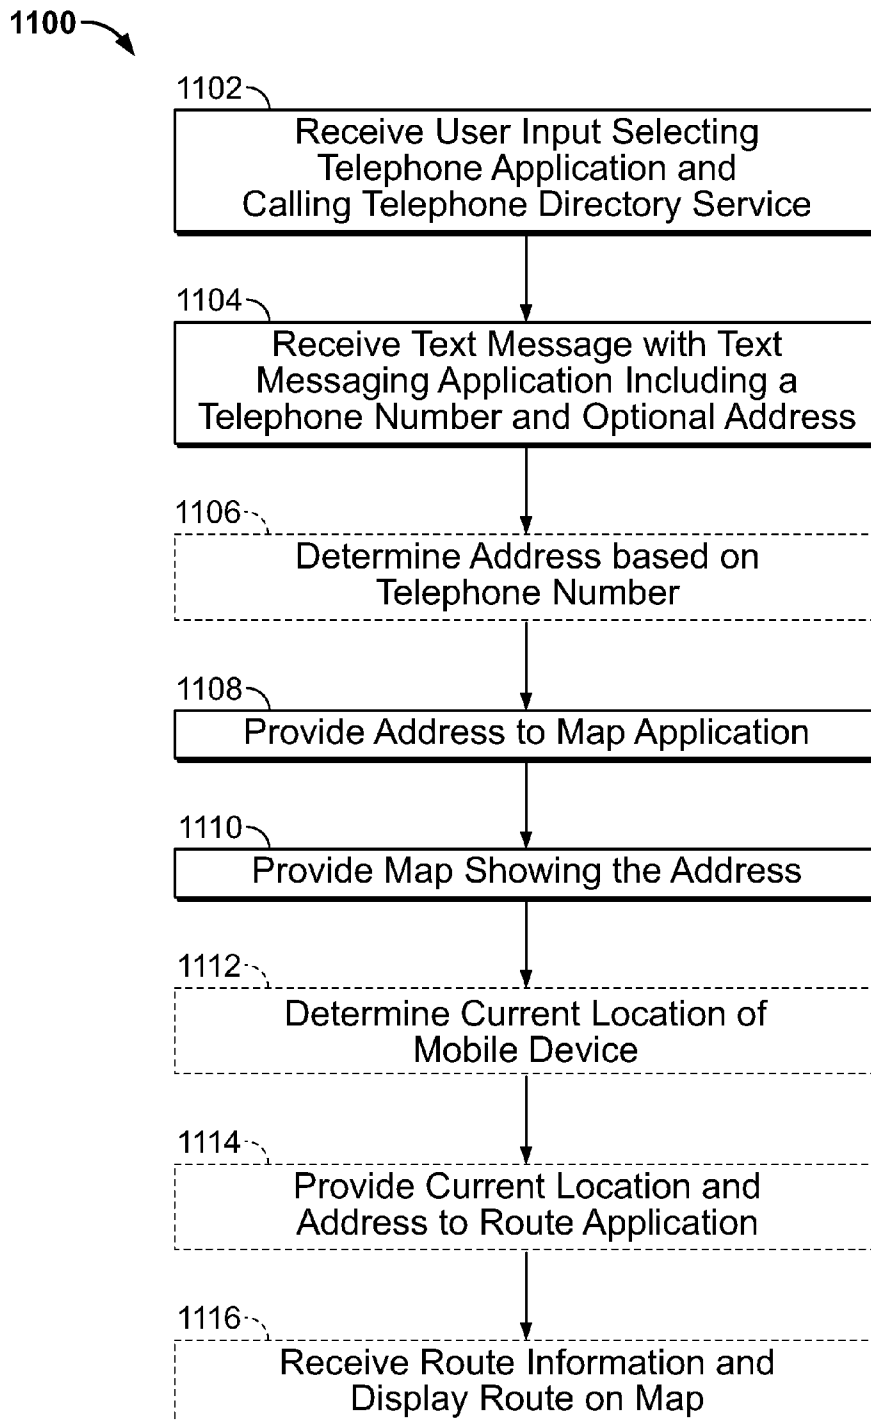 1100
1102
Receive User Input Selecting
Telephone Application and
Calling Telephone Directory Service
1104
Receive Text Message with Text
Messaging Application Including a
Telephone Number and Optional Address
1106
Determine Address based on
Telephone Number
1108
Provide Address to Map Application
1110
Provide Map Showing the Address
1112
Determine Current Location of
Mobile Device
1114
Provide Current Location and
Address to Route Application
1116
Receive Route Information and
Display Route on Map